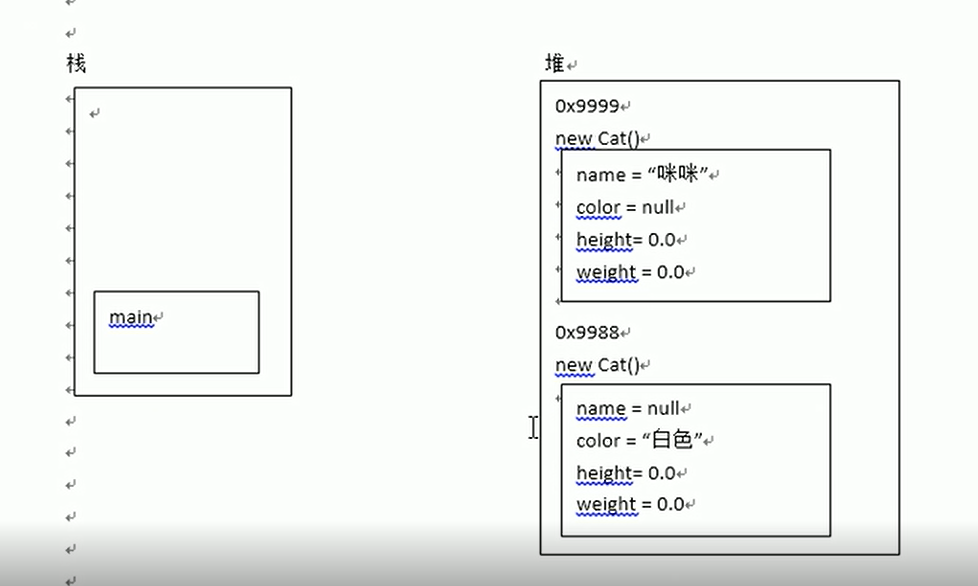 栈
main
堆
0x9999
new Cat()
name = “咪咪”
color = null
height= 0.0
weight = 0.0
0x9988
new Cat()
name = null
color = “白色”
height= 0.0
weight = 0.0